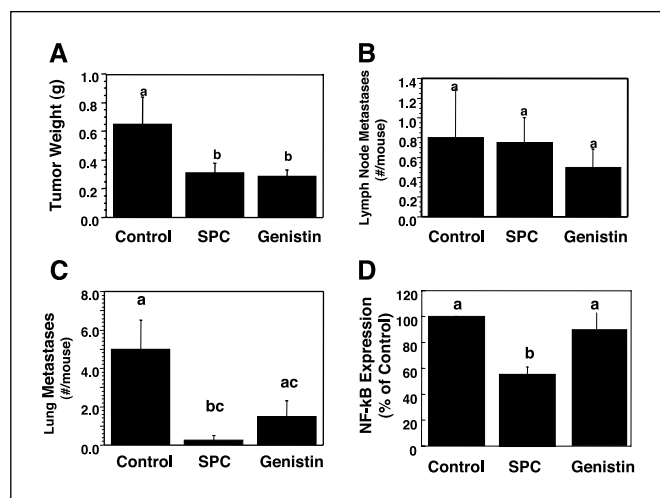 A
Tumor Weight (g)
1.0
0.8
0.6
0.4
0.2
0.0
a
b
b
Control SPC Genistin
B
Lymph Node Metastases
(#/mouse)
1.4
1.2
1.0
0.8
0.6
0.4
0.2
0.0
a
a
a
Control SPC Genistin
C
Lung Metastases
(#/mouse)
8.0
6.0
4.0
2.0
0.0
a
bc
ac
Control SPC Genistin
D
NF-kB Expression
(% of Control)
120
100
80
60
40
20
0
a
b
a
Control SPC Genistin